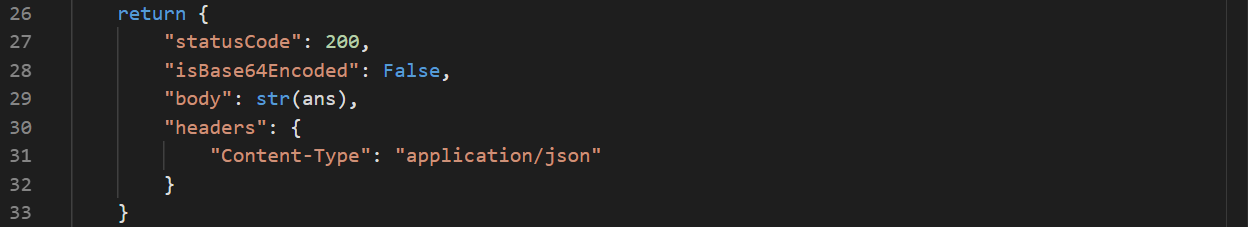 26 return {
27 "statusCode": 200,
28 "isBase64Encoded": False,
29 "body": str(ans),
30 "headers": {
31 "Content-Type": "application/json"
32 }
33 }